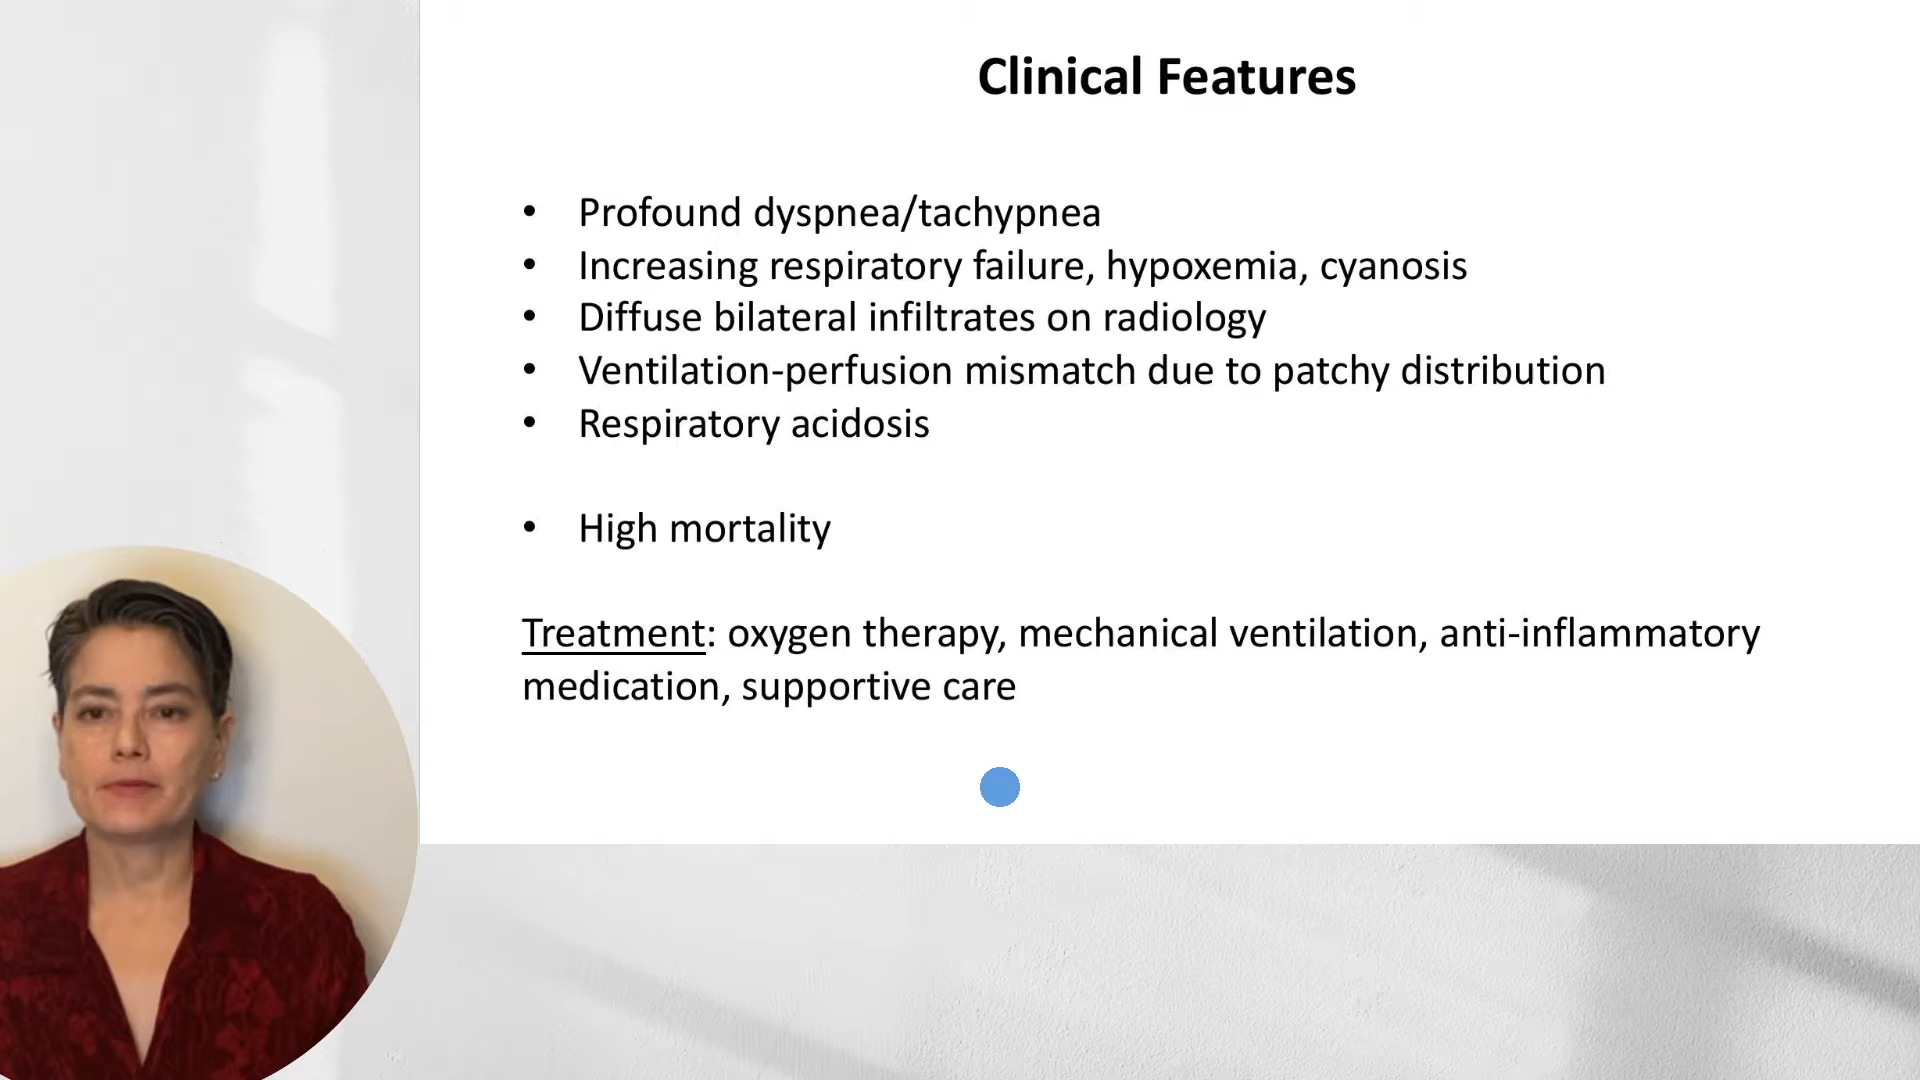 Clinical Features
• Profound dyspnea/tachypnea
• Increasing respiratory failure, hypoxemia, cyanosis
• Diffuse bilateral infiltrates on radiology
• Ventilation-perfusion mismatch due to patchy distribution
• Respiratory acidosis
• High mortality
Treatment: oxygen therapy, mechanical ventilation, anti-inflammatory
medication, supportive care